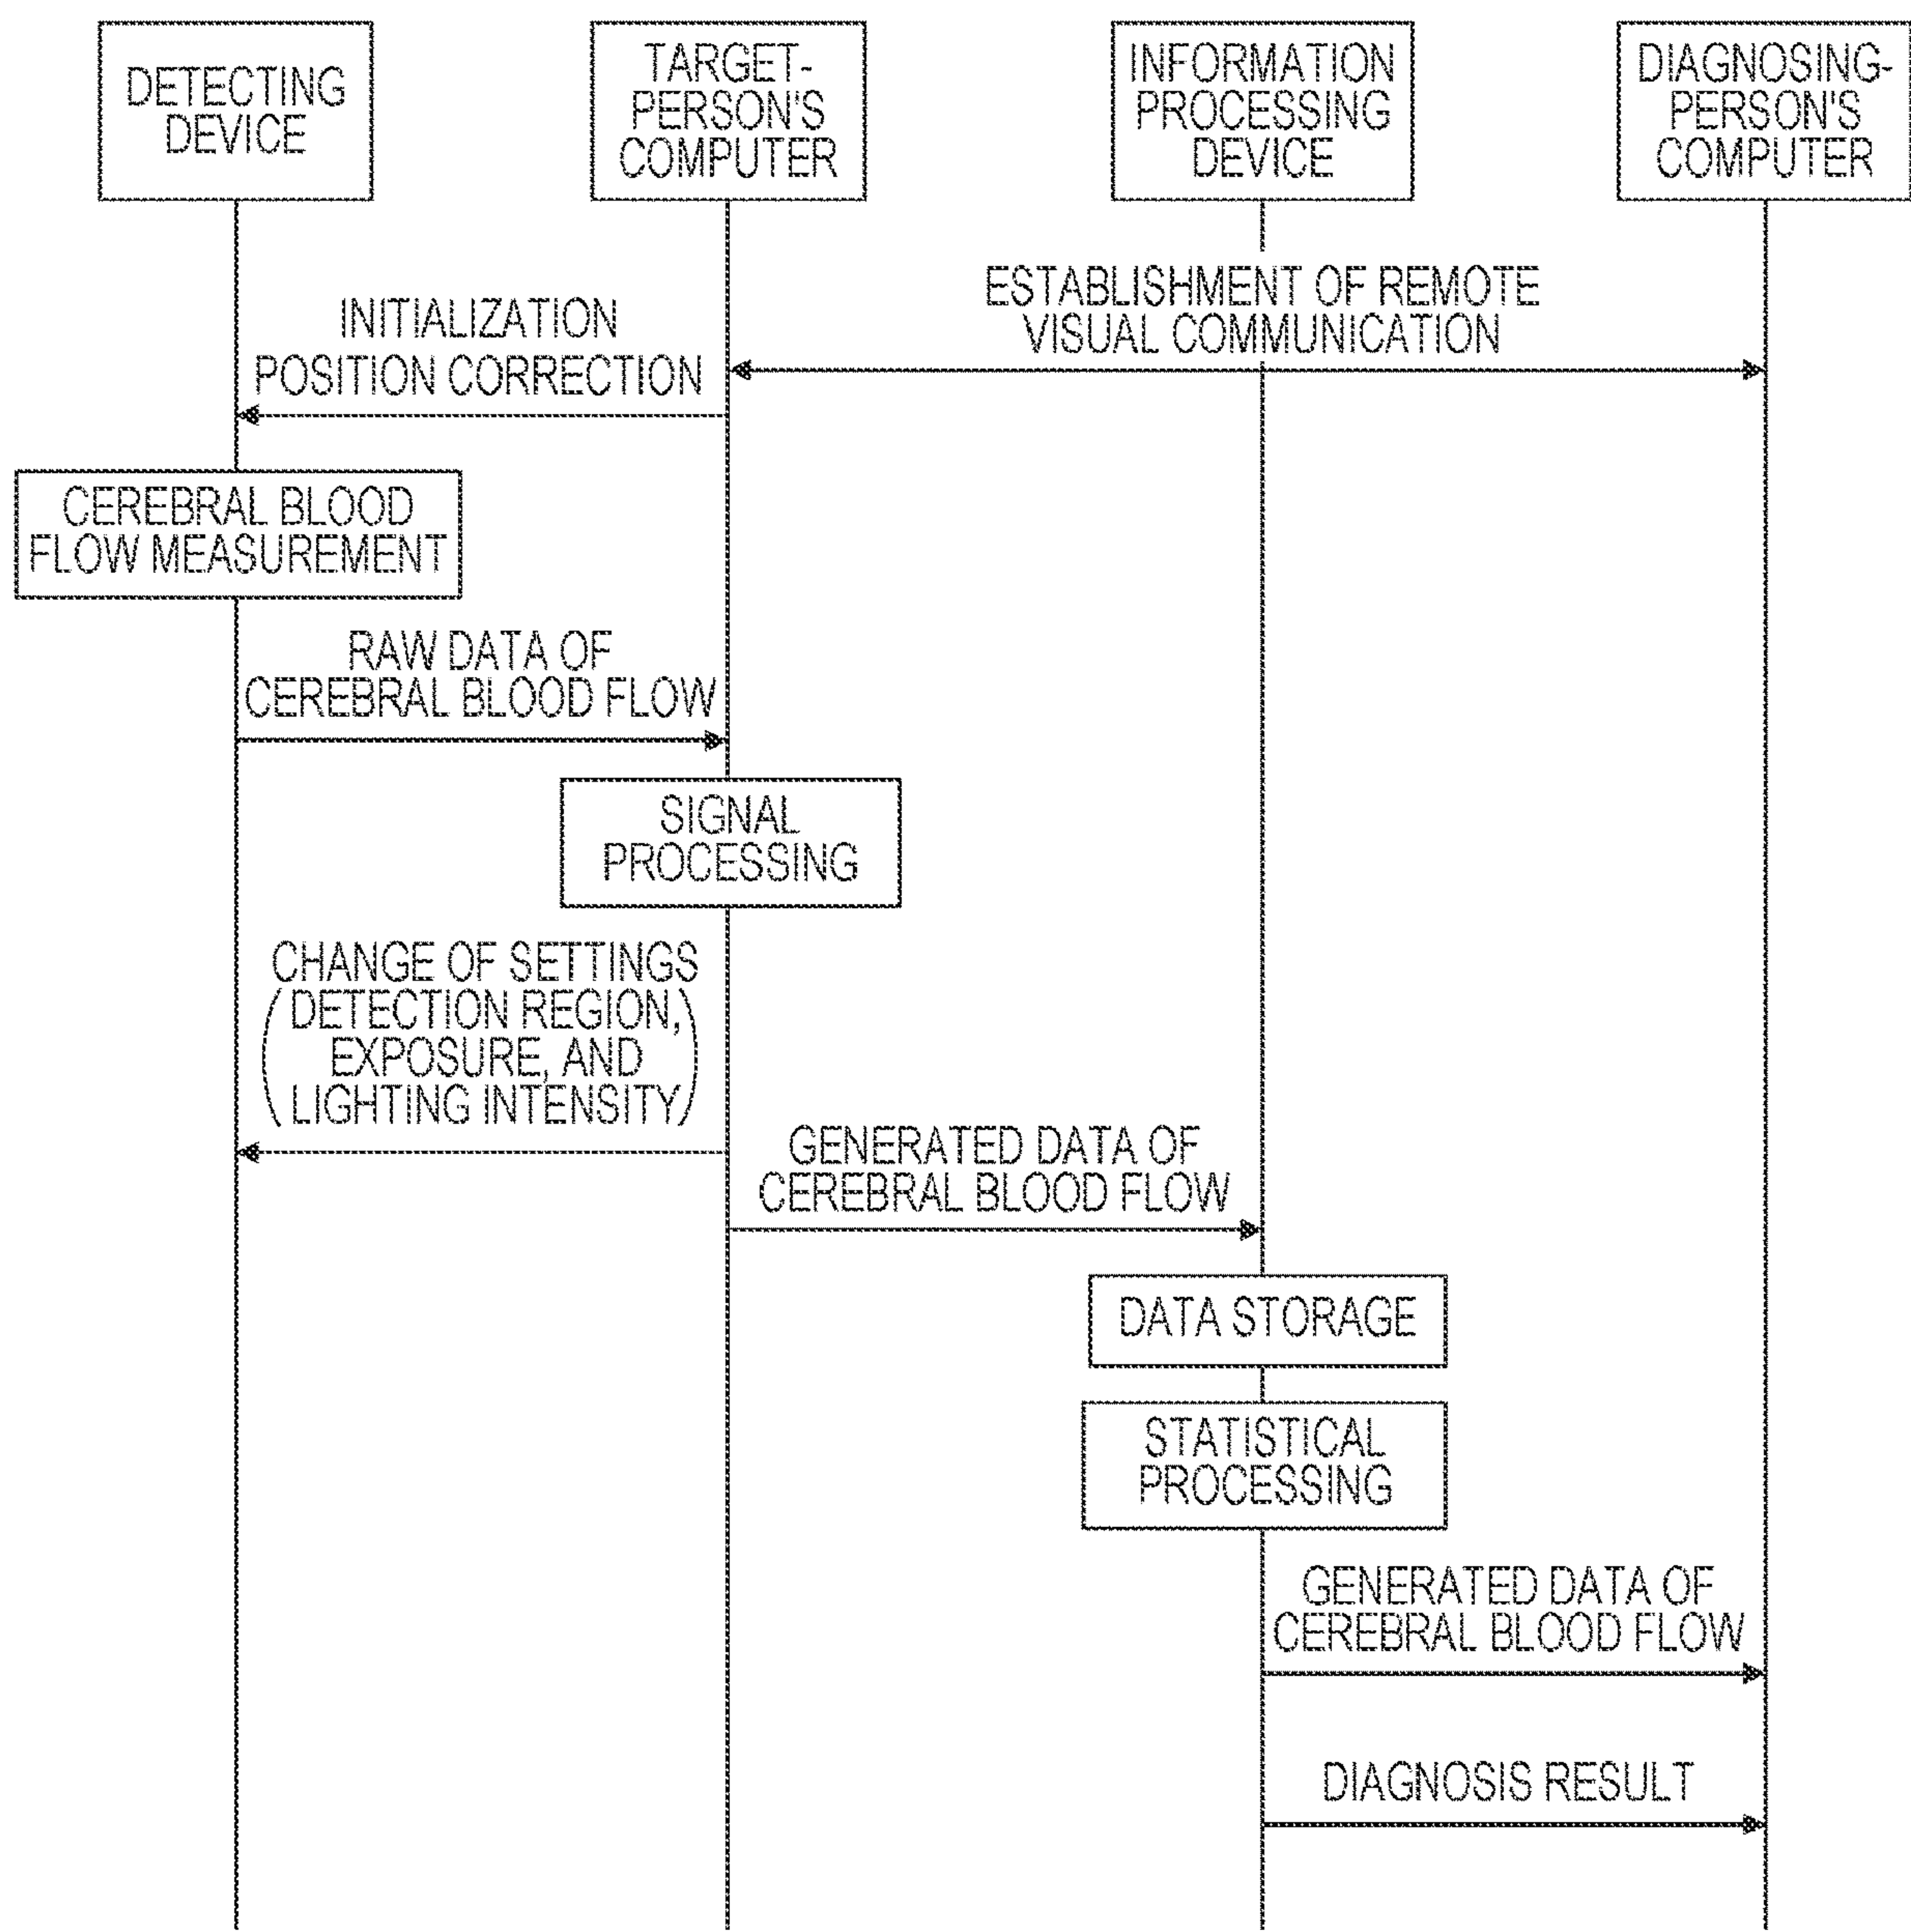 DETECTING
DEVICE
TARGET-
PERSON'S
COMPUTER
INFORMATION
PROCESSING
DEVICE
DIAGNOSING-
PERSON'S
COMPUTER
ESTABLISHMENT OF REMOTE
VISUAL COMMUNICATION
INITIALIZATION
POSITION CORRECTION
CEREBRAL BLOOD
FLOW MEASUREMENT
RAW DATA OF
CEREBRAL BLOOD FLOW
SIGNAL
PROCESSING
CHANGE OF SETTINGS
(DETECTION REGION,
EXPOSURE, AND
LIGHTING INTENSITY)
GENERATED DATA OF
CEREBRAL BLOOD FLOW
DATA STORAGE
STATISTICAL
PROCESSING
GENERATED DATA OF
CEREBRAL BLOOD FLOW
DIAGNOSIS RESULT